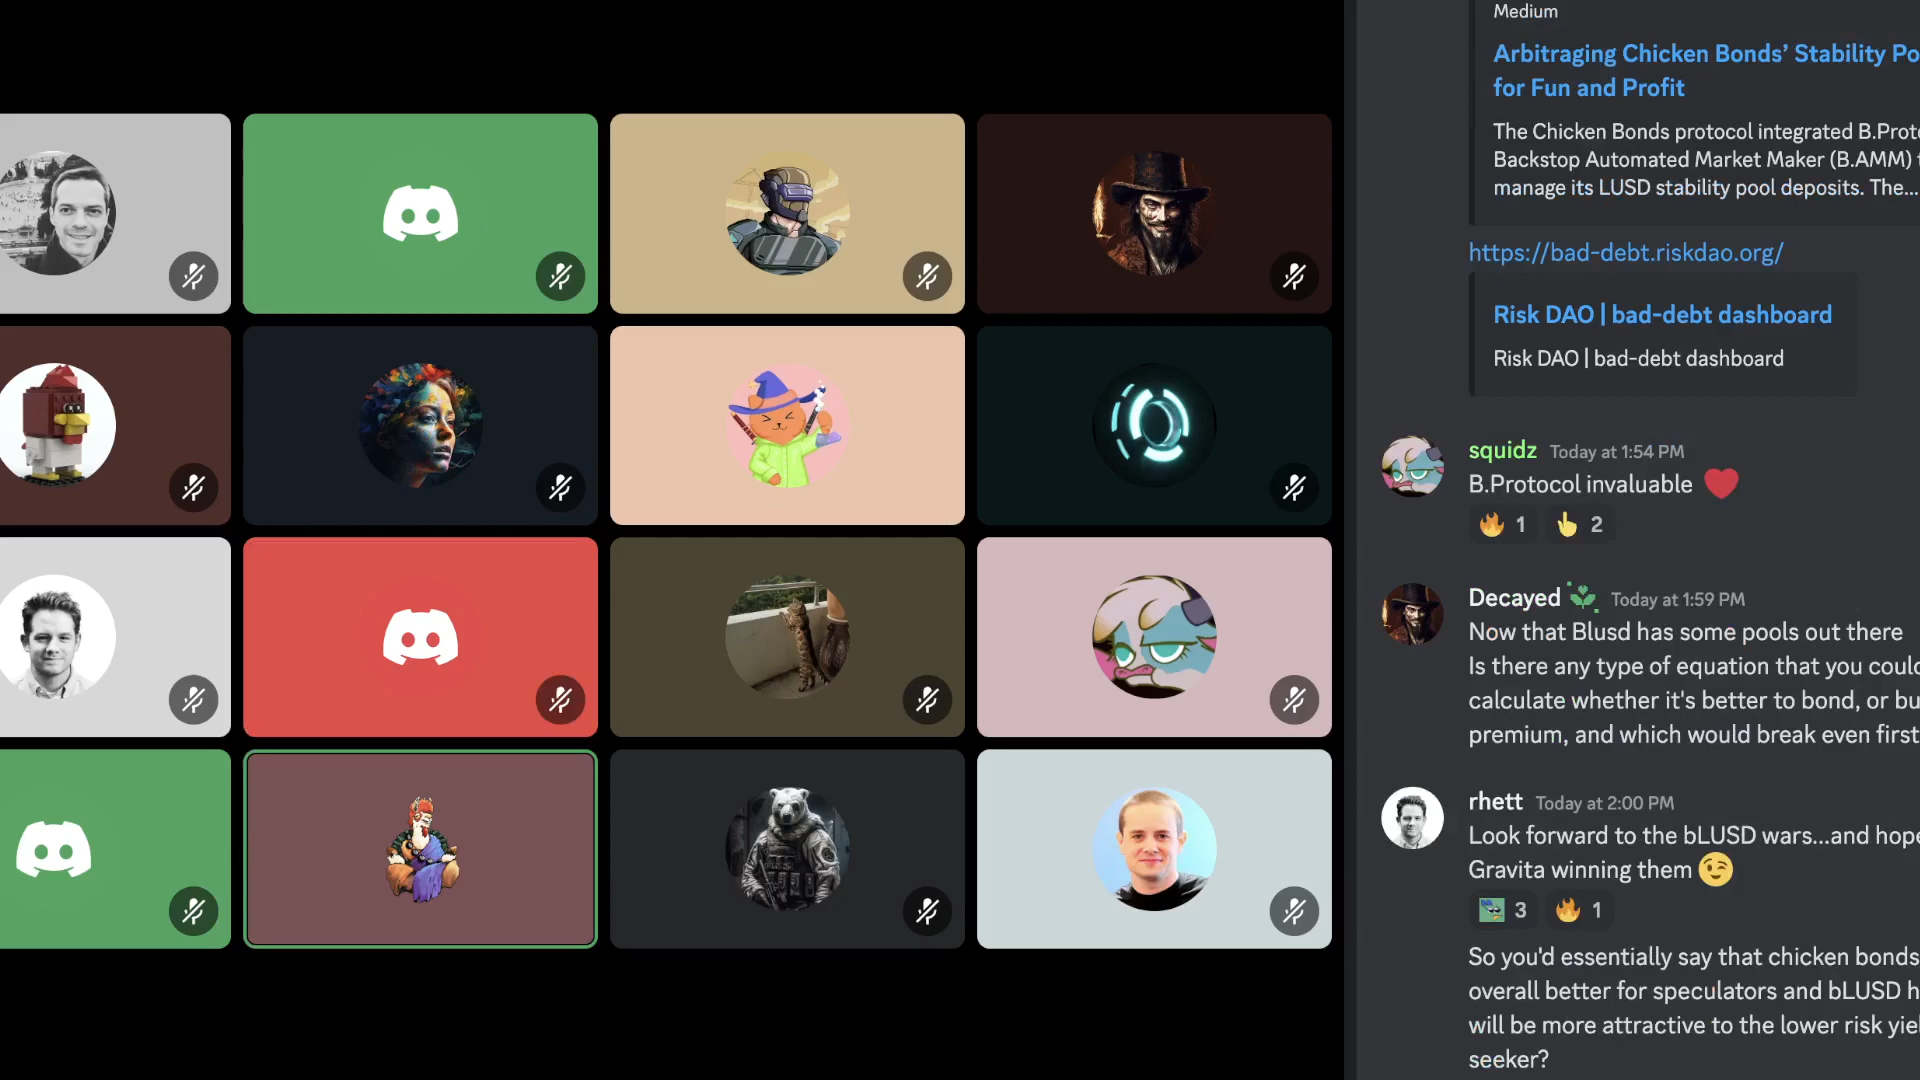 Medium
Arbitraging Chicken Bonds’ Stability Po
for Fun and Profit
The Chicken Bonds protocol integrated B.Proto
Backstop Automated Market Maker (B.AMM) t
manage its LUSD stability pool deposits. The...
https://bad-debt.riskdao.org/
Risk DAO | bad-debt dashboard
Risk DAO | bad-debt dashboard
squidz Today at 1:54 PM
B.Protocol invaluable
1 2
Decayed Today at 1:59 PM
Now that Blusd has some pools out there
Is there any type of equation that you could
calculate whether it's better to bond, or bu
premium, and which would break even first
rhett Today at 2:00 PM
Look forward to the bLUSD wars...and hope
Gravita winning them
3 1
So you'd essentially say that chicken bonds
overall better for speculators and bLUSD h
will be more attractive to the lower risk yiel
seeker?